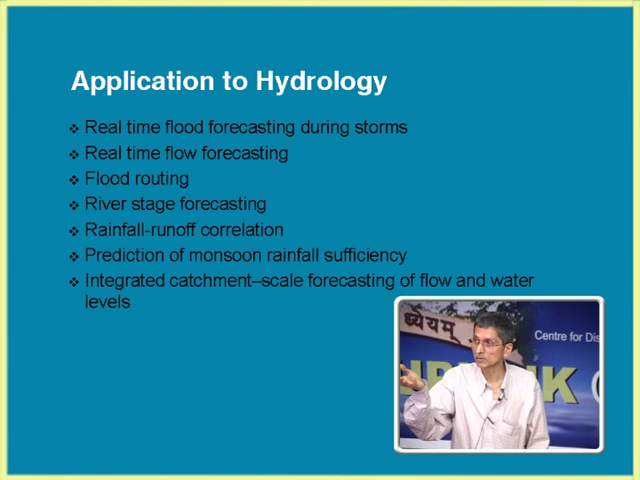 Application to Hydrology
❖ Real time flood forecasting during storms
❖ Real time flow forecasting
❖ Flood routing
❖ River stage forecasting
❖ Rainfall-runoff correlation
❖ Prediction of monsoon rainfall sufficiency
❖ Integrated catchment–scale forecasting of flow and water
levels
ध्येयम्
Centre for Dis